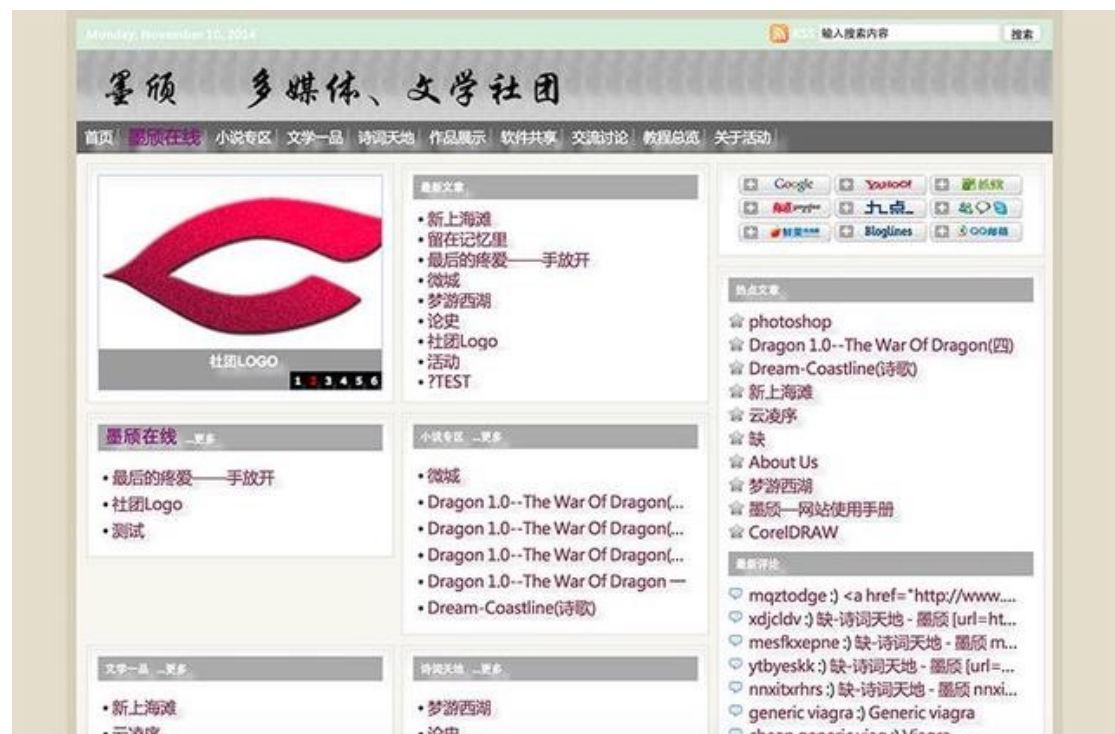 Monday, November 10, 2014
RSS 输入搜索内容 搜索
墨颀 多媒体、文学社团
首页 墨颀在线 小说专区 文学一品 诗词天地 作品展示 软件共享 交流讨论 教程总览 关于活动
社团LOGO
1 2 3 4 5 6
最新文章
•新上海滩
•留在记忆里
•最后的疼爱——手放开
•微城
•梦游西湖
•论史
•社团Logo
•活动
•?TEST
Google YAHOO!
九点
Bloglines QQ邮箱
热点文章
photoshop
Dragon 1.0--The War Of Dragon(四)
Dream-Coastline(诗歌)
新上海滩
云凌序
缺
About Us
梦游西湖
墨颀—网站使用手册
CorelDRAW
墨颀在线 ...更多
•最后的疼爱——手放开
•社团Logo
•测试
小说专区 ...更多
•微城
•Dragon 1.0--The War Of Dragon(...
•Dragon 1.0--The War Of Dragon(...
•Dragon 1.0--The War Of Dragon(...
•Dragon 1.0--The War Of Dragon 一
•Dream-Coastline(诗歌)
最新评论
mqztodge :) <a href="http://www....
xdjcldv :) 缺-诗词天地 - 墨颀 [url=ht...
mesfkxepne :) 缺-诗词天地 - 墨颀 m...
ytbyeskk :) 缺-诗词天地 - 墨颀 [url=...
nnxitxrhrs :) 缺-诗词天地 - 墨颀 nnxi...
generic viagra :) Generic viagra
文学一品 ...更多
•新上海滩
•云凌序
诗词天地 ...更多
•梦游西湖
•论史